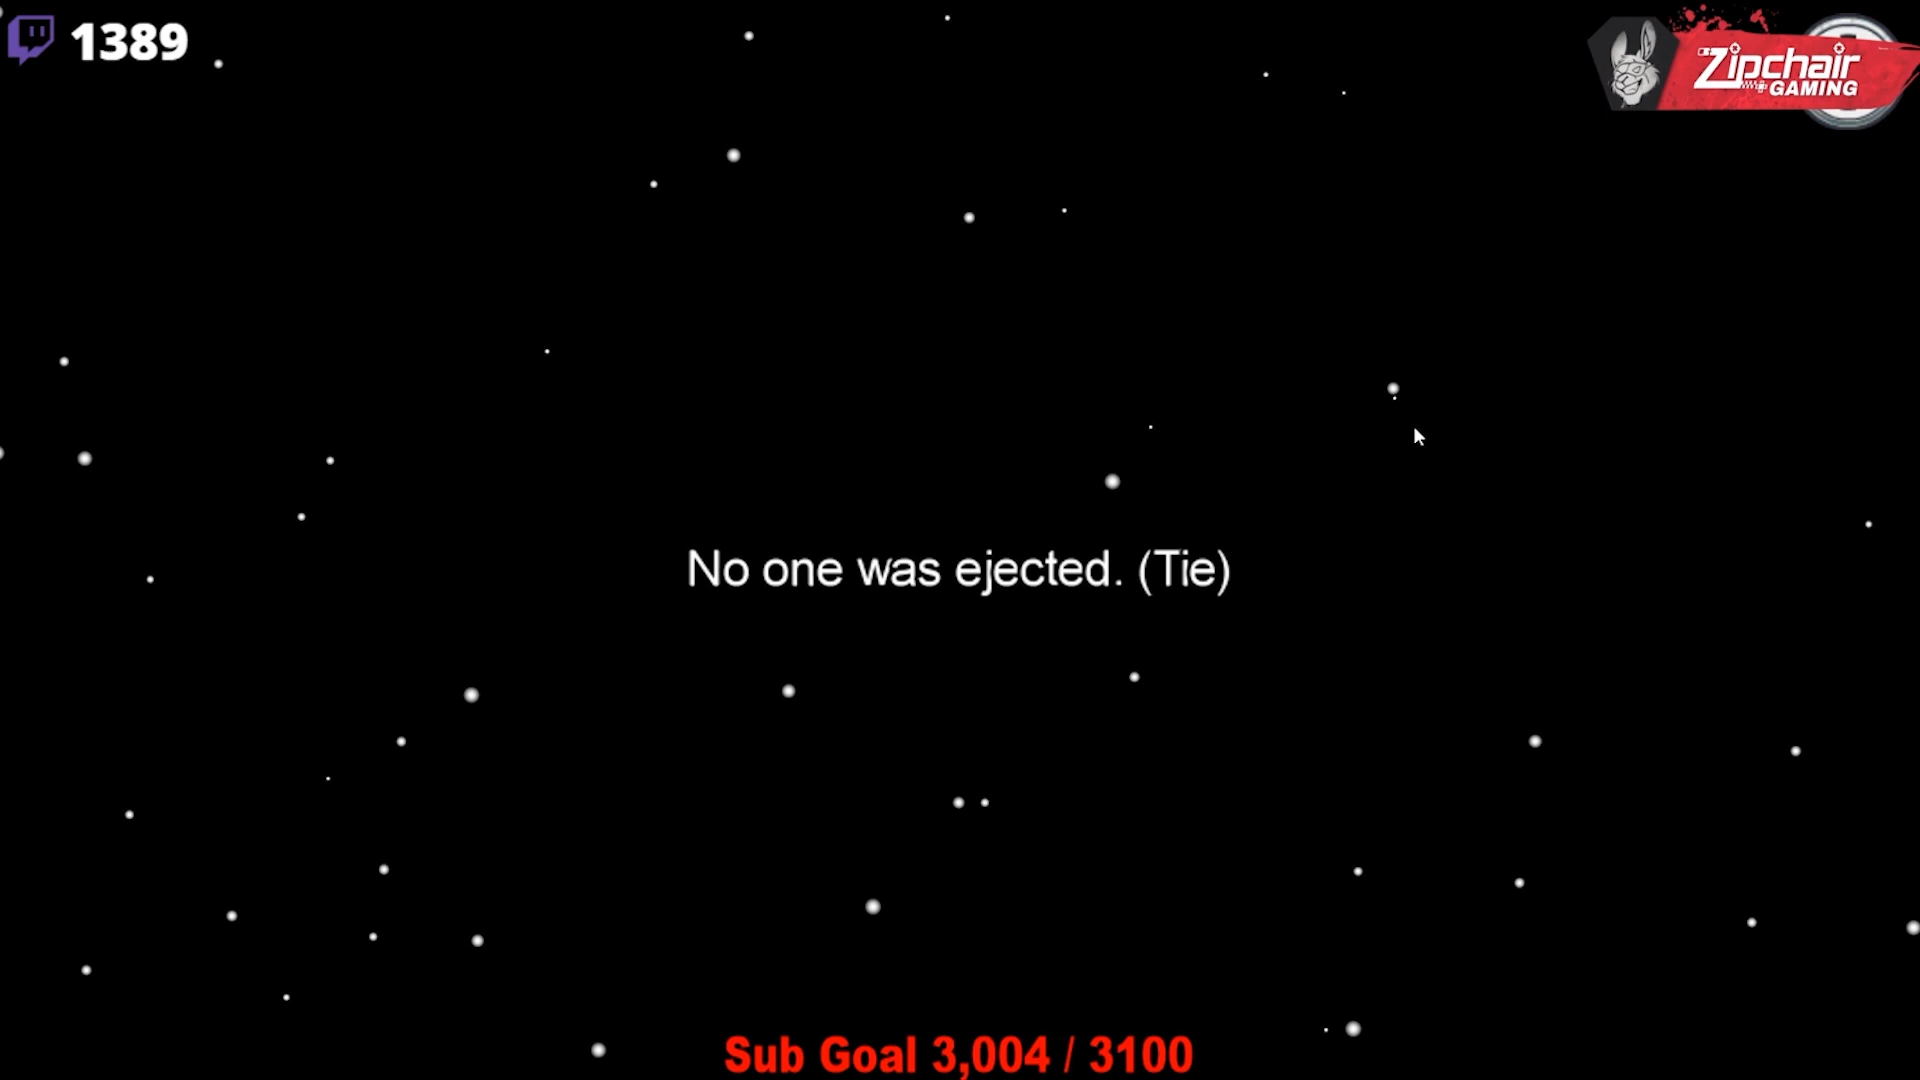 1389
Zipchair
GAMING
No one was ejected. (Tie)
Sub Goal 3,004 / 3100